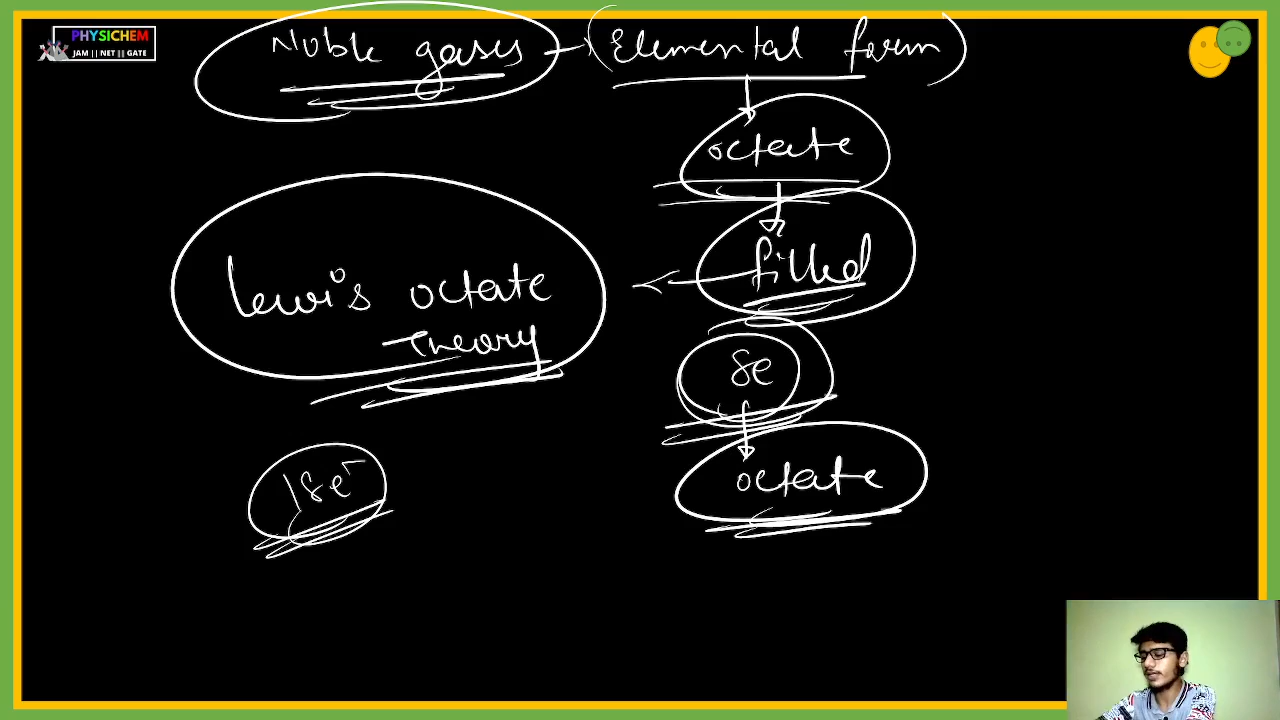 PHYSICHEM
JAM || NET || GATE
Noble gases → (Elemental form)
octate
filled
Lewi's octate
Theory
8e
octate
18e⁻